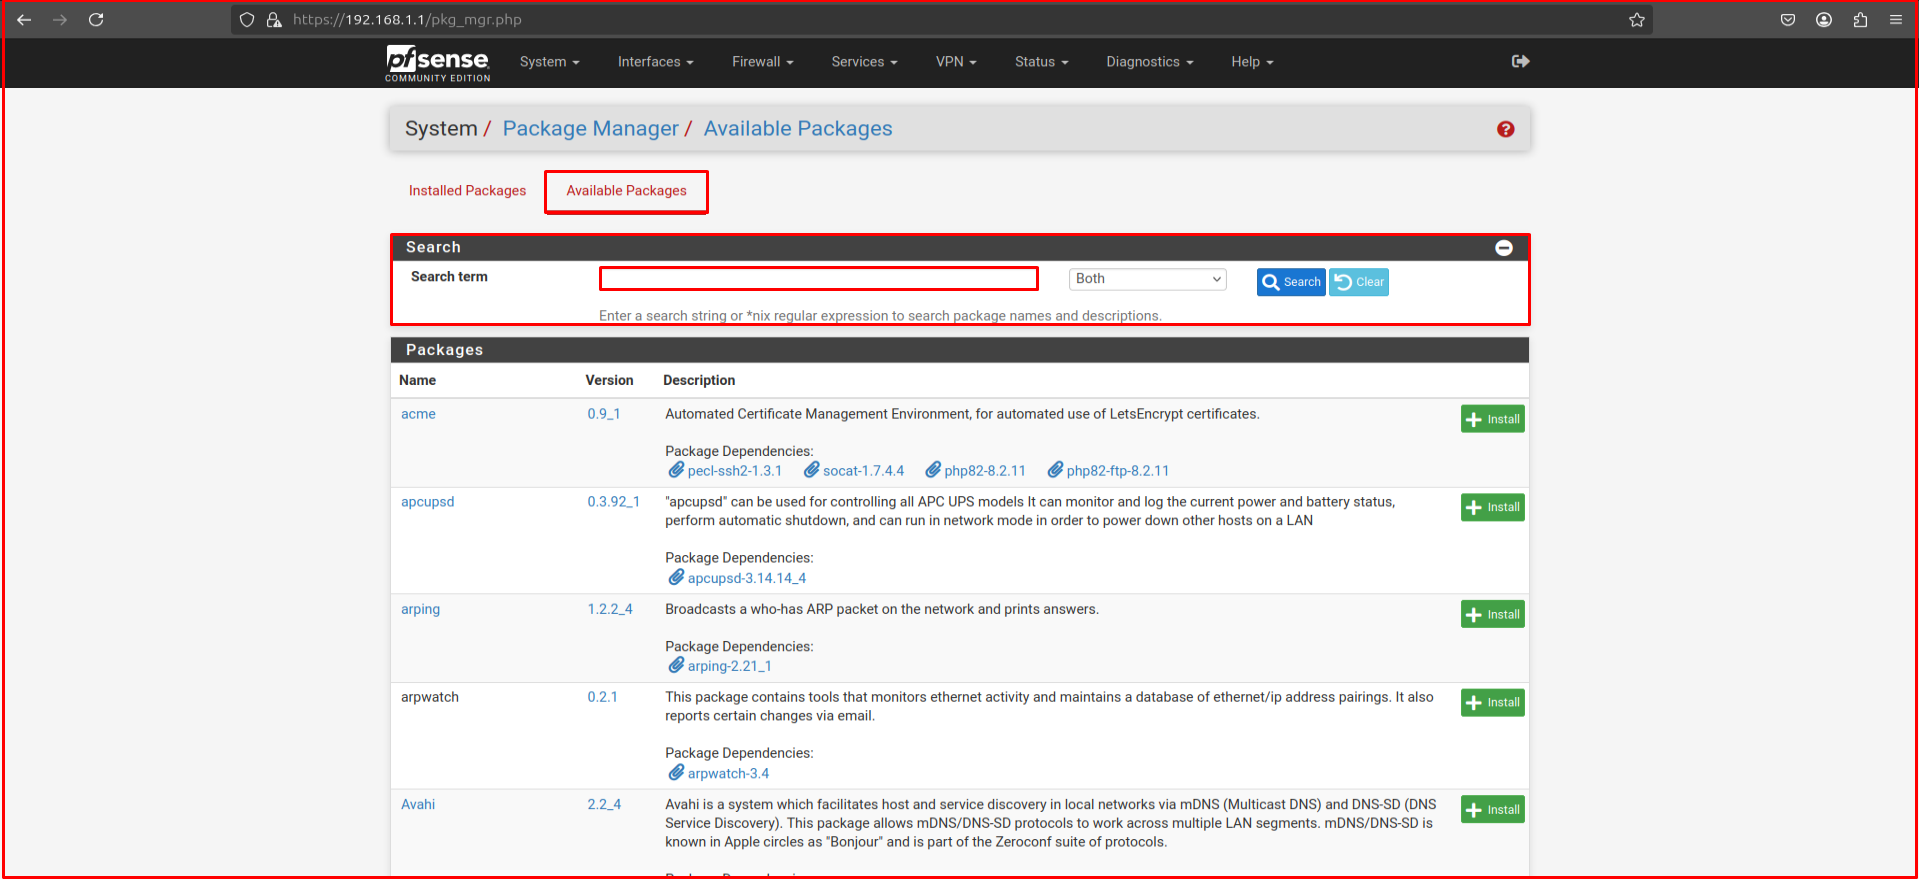 https://192.168.1.1/pkg_mgr.php
pfsense
COMMUNITY EDITION
System Interfaces Firewall Services VPN Status Diagnostics Help
System / Package Manager / Available Packages
Installed Packages Available Packages
Search
Search term Both Search Clear
Enter a search string or *nix regular expression to search package names and descriptions.
Packages
Name Version Description
acme 0.9_1 Automated Certificate Management Environment, for automated use of LetsEncrypt certificates. Install
Package Dependencies:
pecl-ssh2-1.3.1 socat-1.7.4.4 php82-8.2.11 php82-ftp-8.2.11
apcupsd 0.3.92_1 "apcupsd" can be used for controlling all APC UPS models It can monitor and log the current power and battery status, Install
perform automatic shutdown, and can run in network mode in order to power down other hosts on a LAN
Package Dependencies:
apcupsd-3.14.14_4
arping 1.2.2_4 Broadcasts a who-has ARP packet on the network and prints answers. Install
Package Dependencies:
arping-2.21_1
arpwatch 0.2.1 This package contains tools that monitors ethernet activity and maintains a database of ethernet/ip address pairings. It also Install
reports certain changes via email.
Package Dependencies:
arpwatch-3.4
Avahi 2.2_4 Avahi is a system which facilitates host and service discovery in local networks via mDNS (Multicast DNS) and DNS-SD (DNS Install
Service Discovery). This package allows mDNS/DNS-SD protocols to work across multiple LAN segments. mDNS/DNS-SD is
known in Apple circles as "Bonjour" and is part of the Zeroconf suite of protocols.